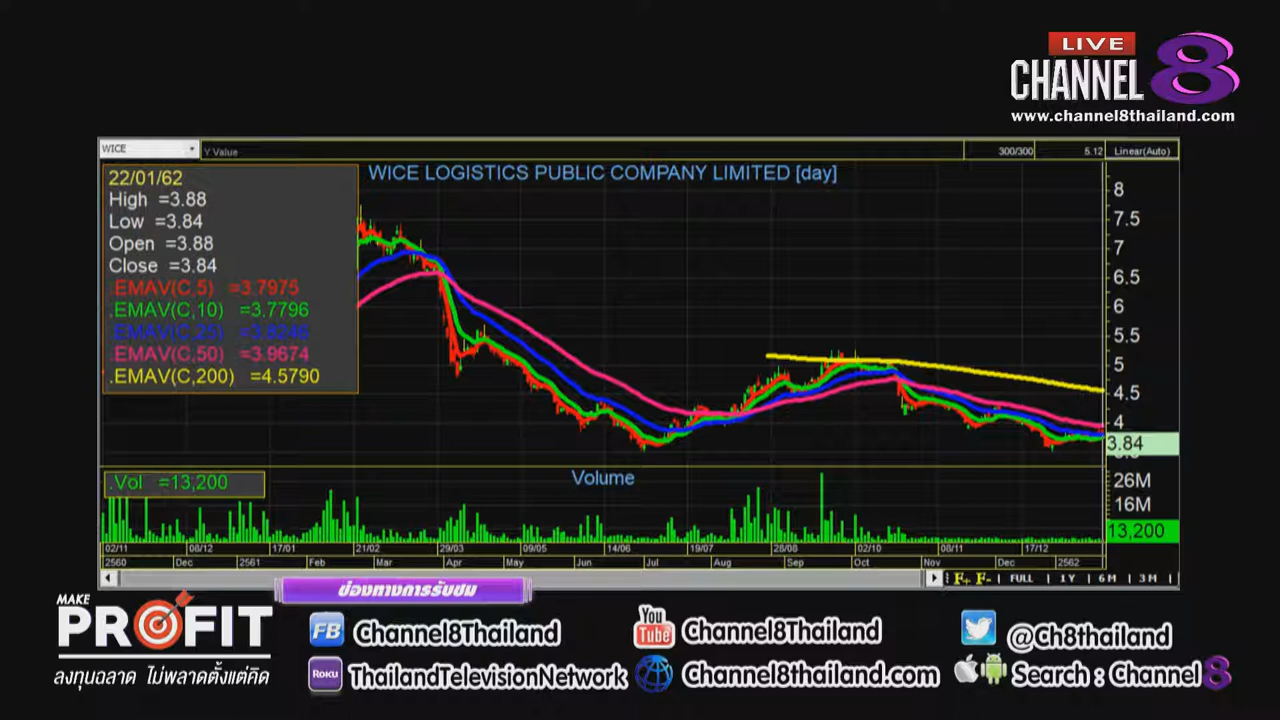 LIVE
CHANNEL 8
www.channel8thailand.com
WICE
Y Value
300/300
5.12
Linear(Auto)
WICE LOGISTICS PUBLIC COMPANY LIMITED [day]
22/01/62
High =3.88
Low =3.84
Open =3.88
Close =3.84
.EMAV(C,5) =3.7975
.EMAV(C,10) =3.7796
.EMAV(C,25) =3.8246
.EMAV(C,50) =3.9674
.EMAV(C,200) =4.5790
8
7.5
7
6.5
6
5.5
5
4.5
4
3.84
.Vol =13,200
Volume
26M
16M
13,200
02/11 08/12 17/01 21/02 29/03 09/05 14/06 19/07 28/08 02/10 08/11 17/12
2560 Dec 2561 Feb Mar Apr May Jun Jul Aug Sep Oct Nov Dec 2562
F+ F- FULL 1Y 6M 3M
ช่องทางการรับชม
MAKE
PROFIT
ลงทุนฉลาด ไม่พลาดตั้งแต่คิด
FB Channel8Thailand
You Tube Channel8Thailand
@Ch8thailand
ROKU ThailandTelevisionNetwork
Channel8Thailand.com
Search : Channel 8